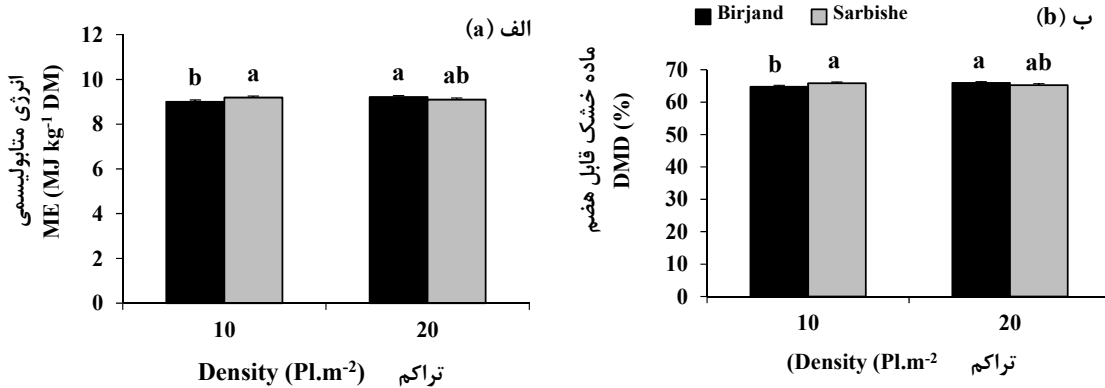 الف (a)
12
10
8
6
4
2
0
انرژی متابولیسمی
ME (MJ kg-1 DM)
b
a
a
ab
10
20
Density (Pl.m-2) تراکم
Birjand
Sarbishe
ب (b)
70
60
50
40
30
20
10
0
ماده خشک قابل هضم
DMD (%)
b
a
a
ab
10
20
(Density (Pl.m-2 تراکم